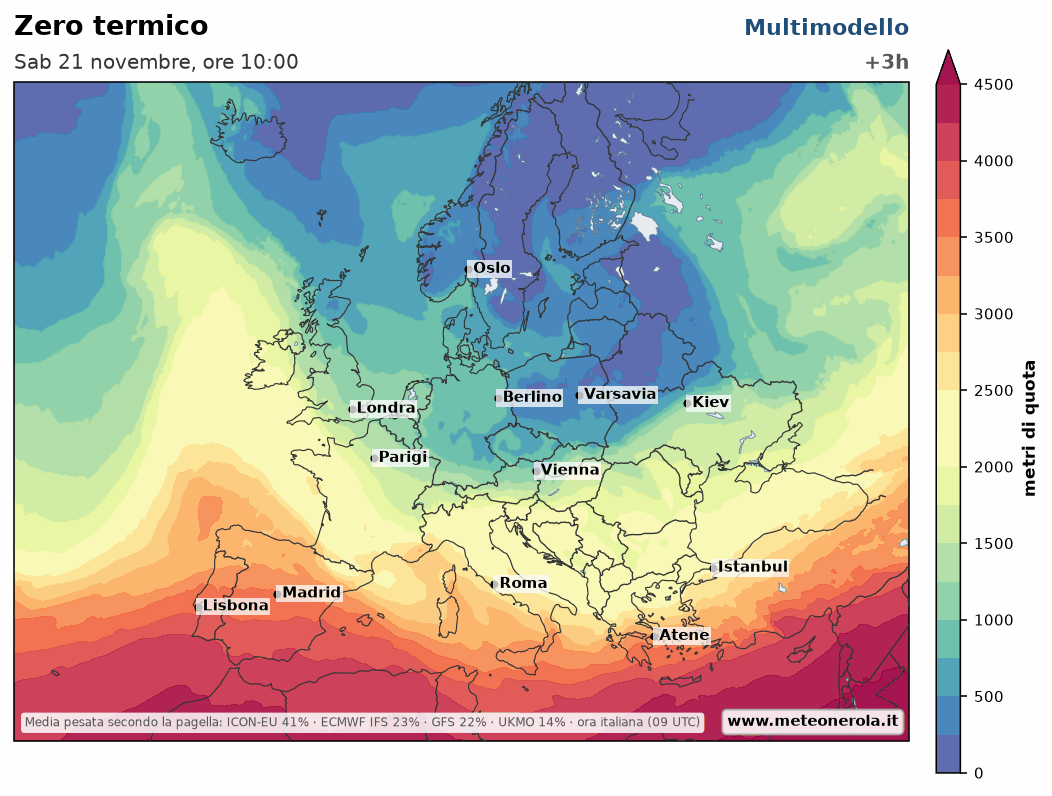 Zero termico
Multimodello
Sab 21 novembre, ore 10:00
+3h
4500
4000
3500
3000
2500
2000
1500
1000
500
0
metri di quota
Oslo
Berlino
Varsavia
Kiev
Londra
Parigi
Vienna
Istanbul
Roma
Madrid
Lisbona
Atene
Media pesata secondo la pagella: ICON-EU 41% · ECMWF IFS 23% · GFS 22% · UKMO 14% · ora italiana (09 UTC)
www.meteonerola.it